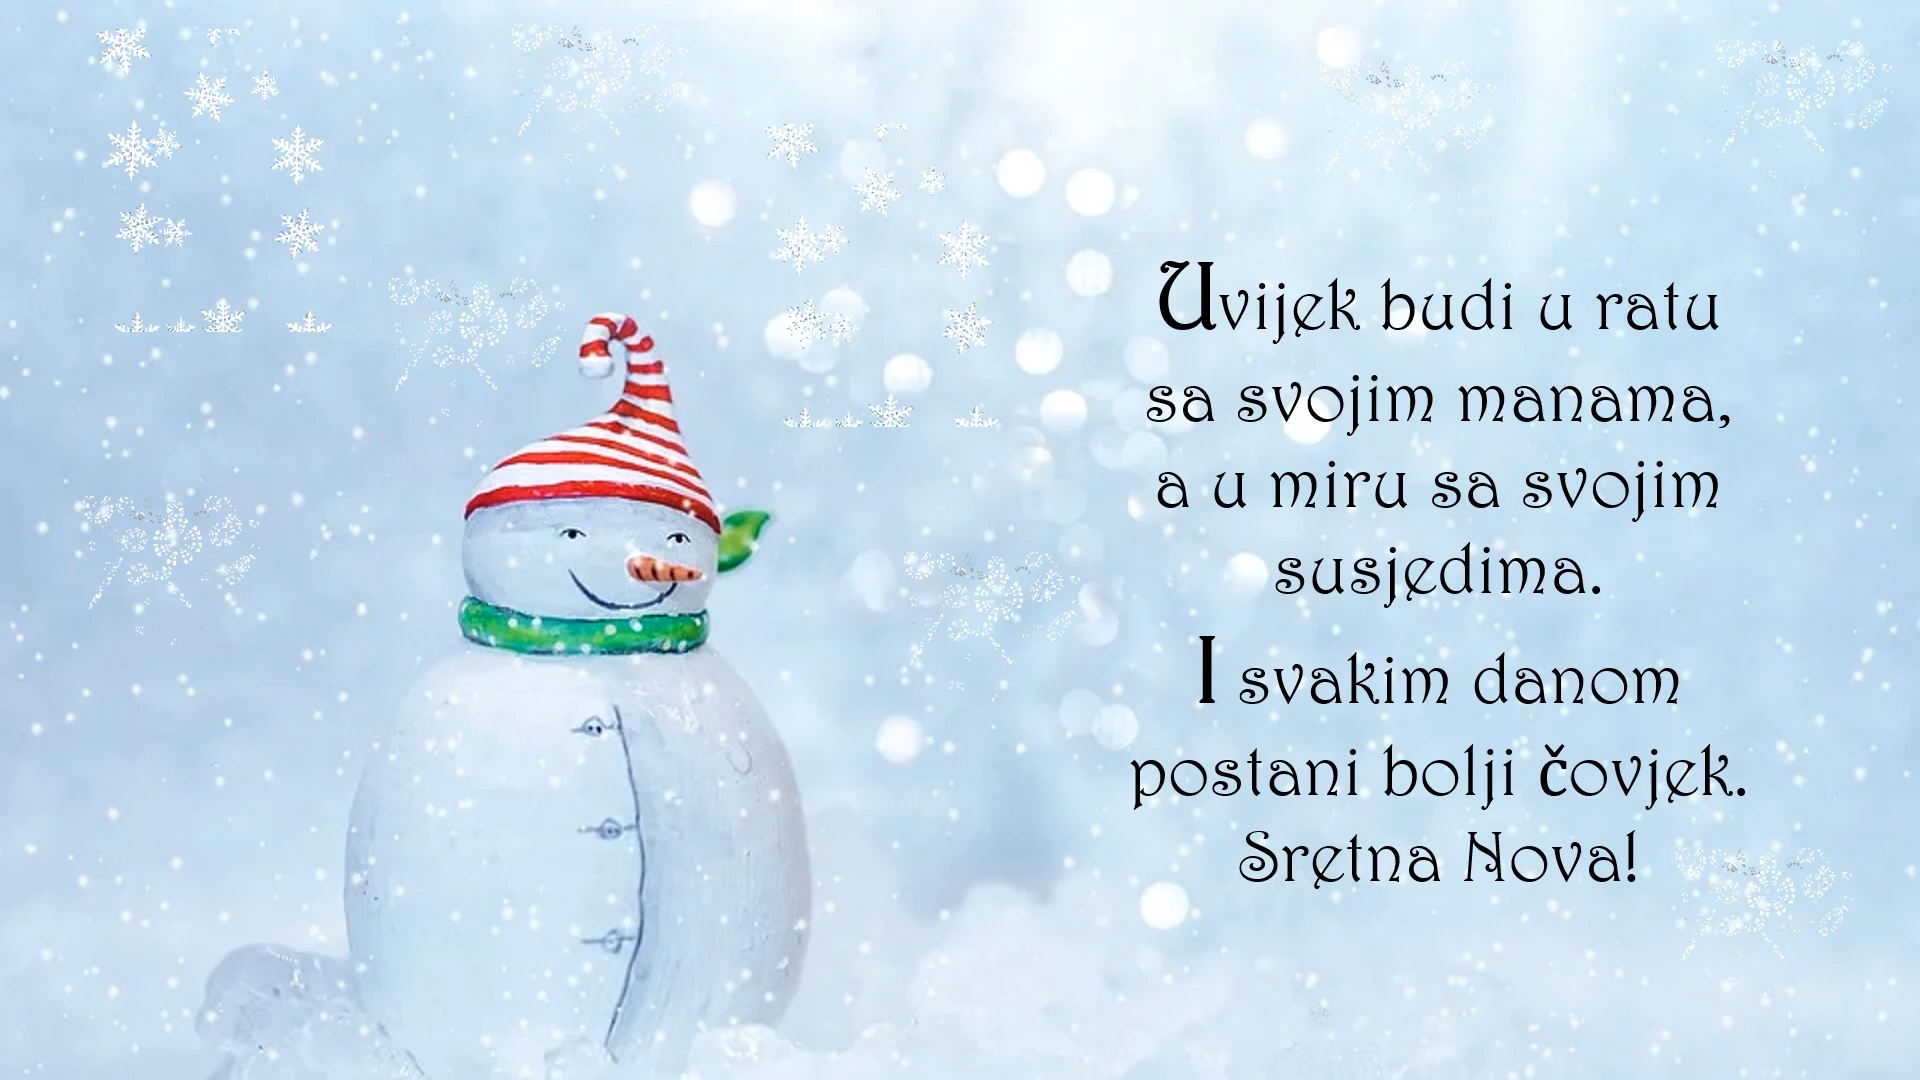 Uvijek budi u ratu
sa svojim manama,
a u miru sa svojim
susjedima.
I svakim danom
postani bolji čovjek.
Sretna Nova!